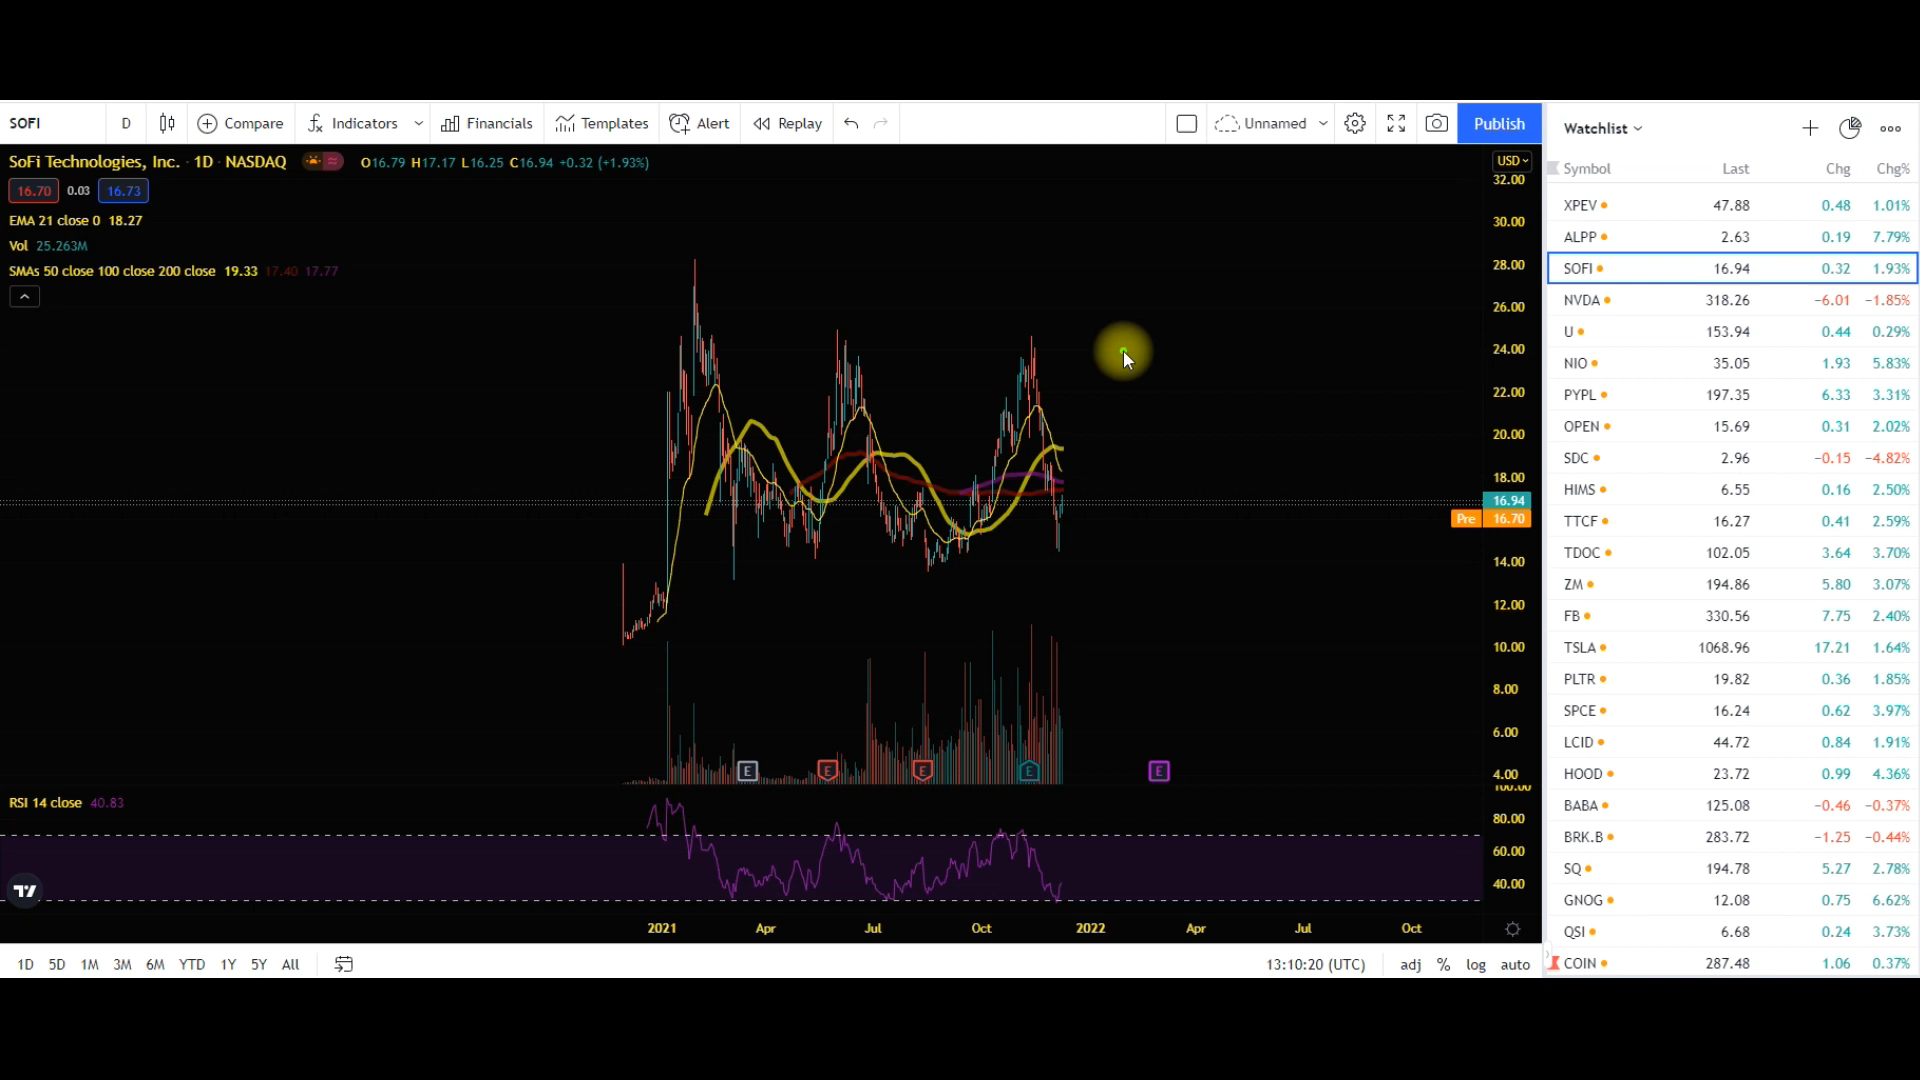 SOFI D Compare Indicators Financials Templates Alert Replay Unnamed Publish
SoFi Technologies, Inc. · 1D · NASDAQ O16.79 H17.17 L16.25 C16.94 +0.32 (+1.93%)
16.70 0.03 16.73
EMA 21 close 0 18.27
Vol 25.263M
SMAs 50 close 100 close 200 close 19.33 17.40 17.77
USD
32.00
30.00
28.00
26.00
24.00
22.00
20.00
18.00
16.94
Pre 16.70
14.00
12.00
10.00
8.00
6.00
4.00
E E E E E
RSI 14 close 40.83
100.00
80.00
60.00
40.00
2021 Apr Jul Oct 2022 Apr Jul Oct
1D 5D 1M 3M 6M YTD 1Y 5Y All
13:10:20 (UTC) adj % log auto
Watchlist
Symbol Last Chg Chg%
XPEV 47.88 0.48 1.01%
ALPP 2.63 0.19 7.79%
SOFI 16.94 0.32 1.93%
NVDA 318.26 −6.01 −1.85%
U 153.94 0.44 0.29%
NIO 35.05 1.93 5.83%
PYPL 197.35 6.33 3.31%
OPEN 15.69 0.31 2.02%
SDC 2.96 −0.15 −4.82%
HIMS 6.55 0.16 2.50%
TTCF 16.27 0.41 2.59%
TDOC 102.05 3.64 3.70%
ZM 194.86 5.80 3.07%
FB 330.56 7.75 2.40%
TSLA 1068.96 17.21 1.64%
PLTR 19.82 0.36 1.85%
SPCE 16.24 0.62 3.97%
LCID 44.72 0.84 1.91%
HOOD 23.72 0.99 4.36%
BABA 125.08 −0.46 −0.37%
BRK.B 283.72 −1.25 −0.44%
SQ 194.78 5.27 2.78%
GNOG 12.08 0.75 6.62%
QSI 6.68 0.24 3.73%
COIN 287.48 1.06 0.37%